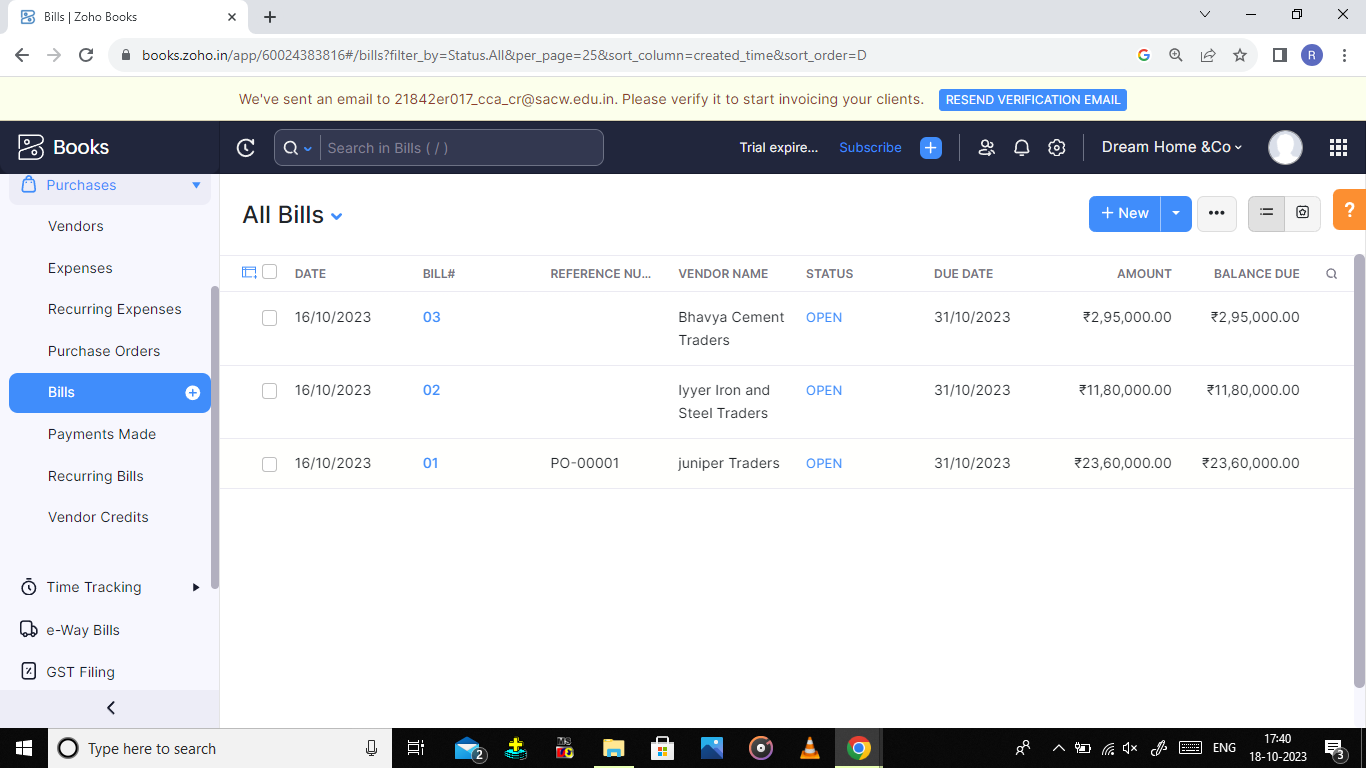 Bills | Zoho Books
books.zoho.in/app/60024383816#/bills?filter_by=Status.All&per_page=25&sort_column=created_time&sort_order=D
R
We've sent an email to 21842er017_cca_cr@sacw.edu.in. Please verify it to start invoicing your clients. RESEND VERIFICATION EMAIL
Books
Search in Bills ( / )
Trial expire... Subscribe
Dream Home &Co
Purchases
Vendors
Expenses
Recurring Expenses
Purchase Orders
Bills
Payments Made
Recurring Bills
Vendor Credits
Time Tracking
e-Way Bills
GST Filing
All Bills
+ New
?
DATE BILL# REFERENCE NU... VENDOR NAME STATUS DUE DATE AMOUNT BALANCE DUE
16/10/2023 03 Bhavya Cement OPEN 31/10/2023 ₹2,95,000.00 ₹2,95,000.00
Traders
16/10/2023 02 Iyyer Iron and OPEN 31/10/2023 ₹11,80,000.00 ₹11,80,000.00
Steel Traders
16/10/2023 01 PO-00001 juniper Traders OPEN 31/10/2023 ₹23,60,000.00 ₹23,60,000.00
Type here to search
2
MS
ENG
17:40
18-10-2023
3